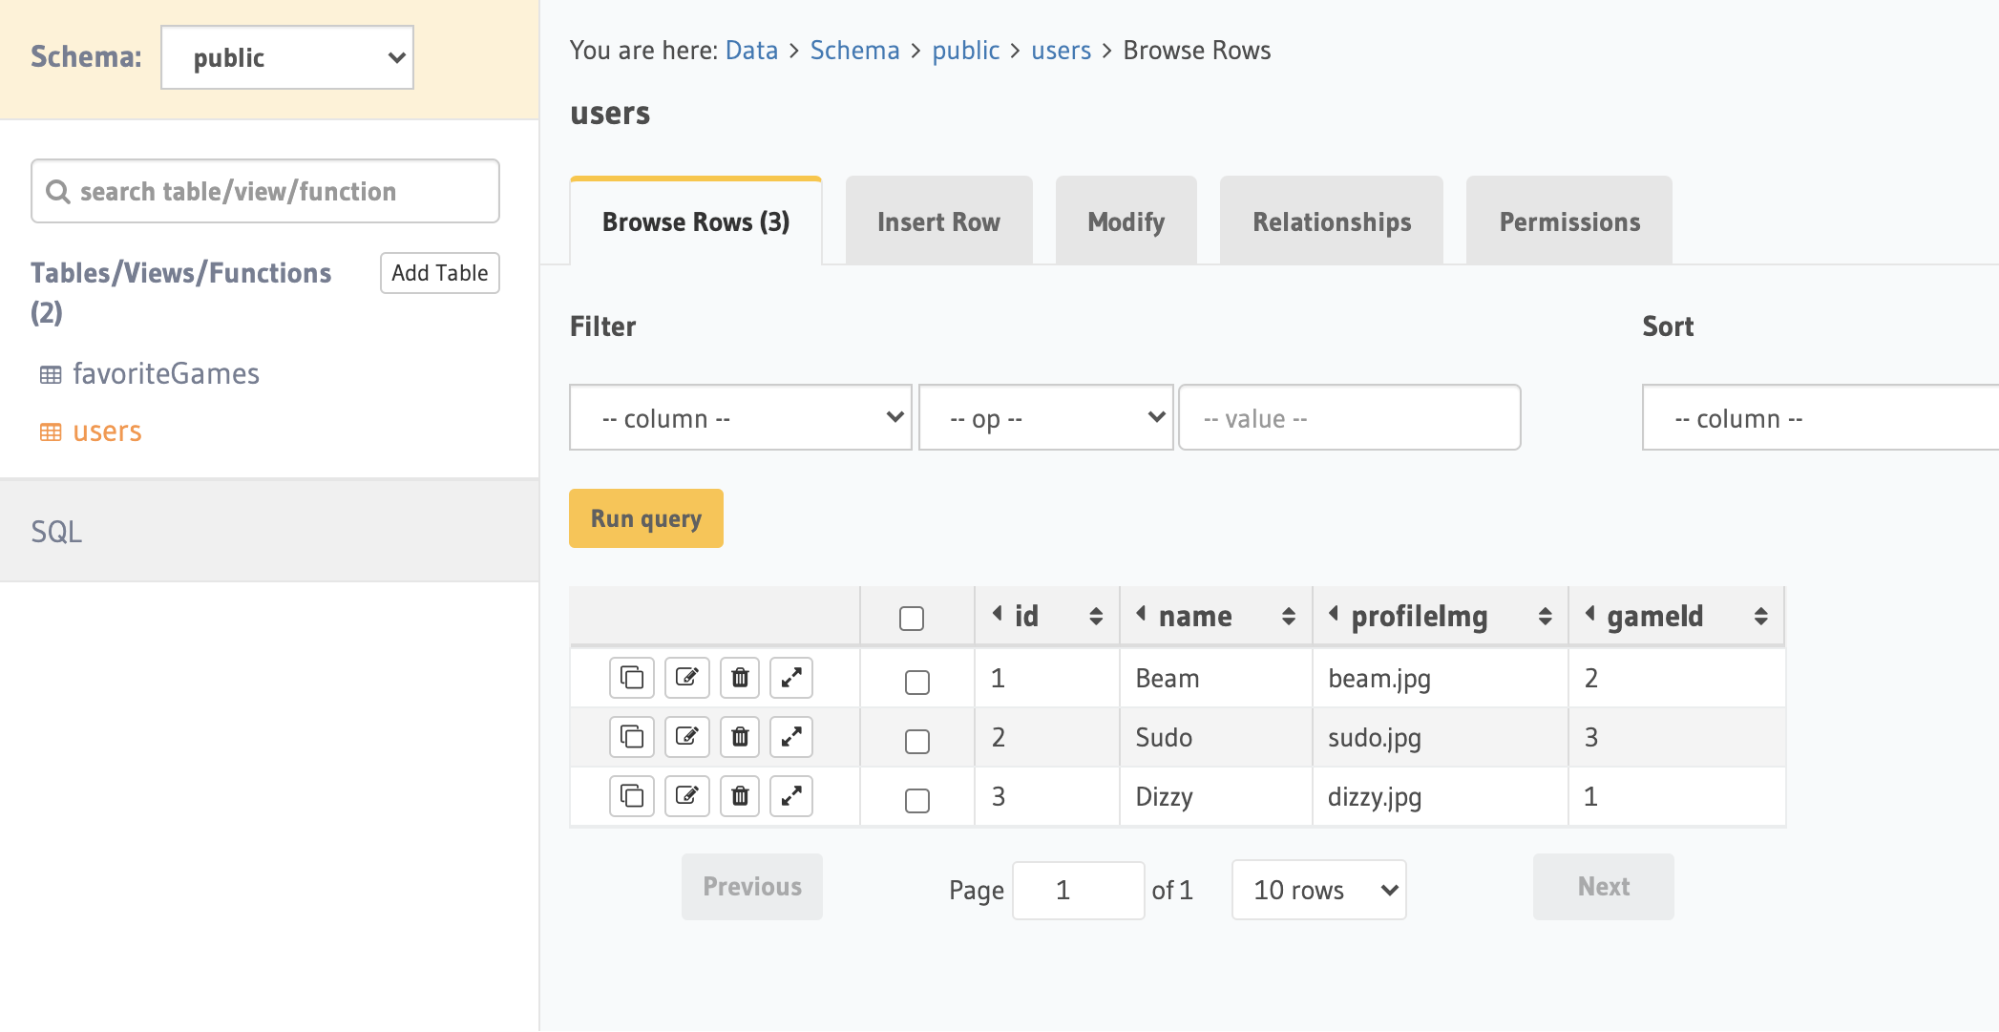 Schema: public
search table/view/function
Tables/Views/Functions
(2)
Add Table
favoriteGames
users
SQL
You are here: Data > Schema > public > users > Browse Rows
users
Browse Rows (3) Insert Row Modify Relationships Permissions
Filter Sort
-- column -- -- op -- -- value -- -- column --
Run query
id name profileImg gameId
1 Beam beam.jpg 2
2 Sudo sudo.jpg 3
3 Dizzy dizzy.jpg 1
Previous Page 1 of 1 10 rows Next